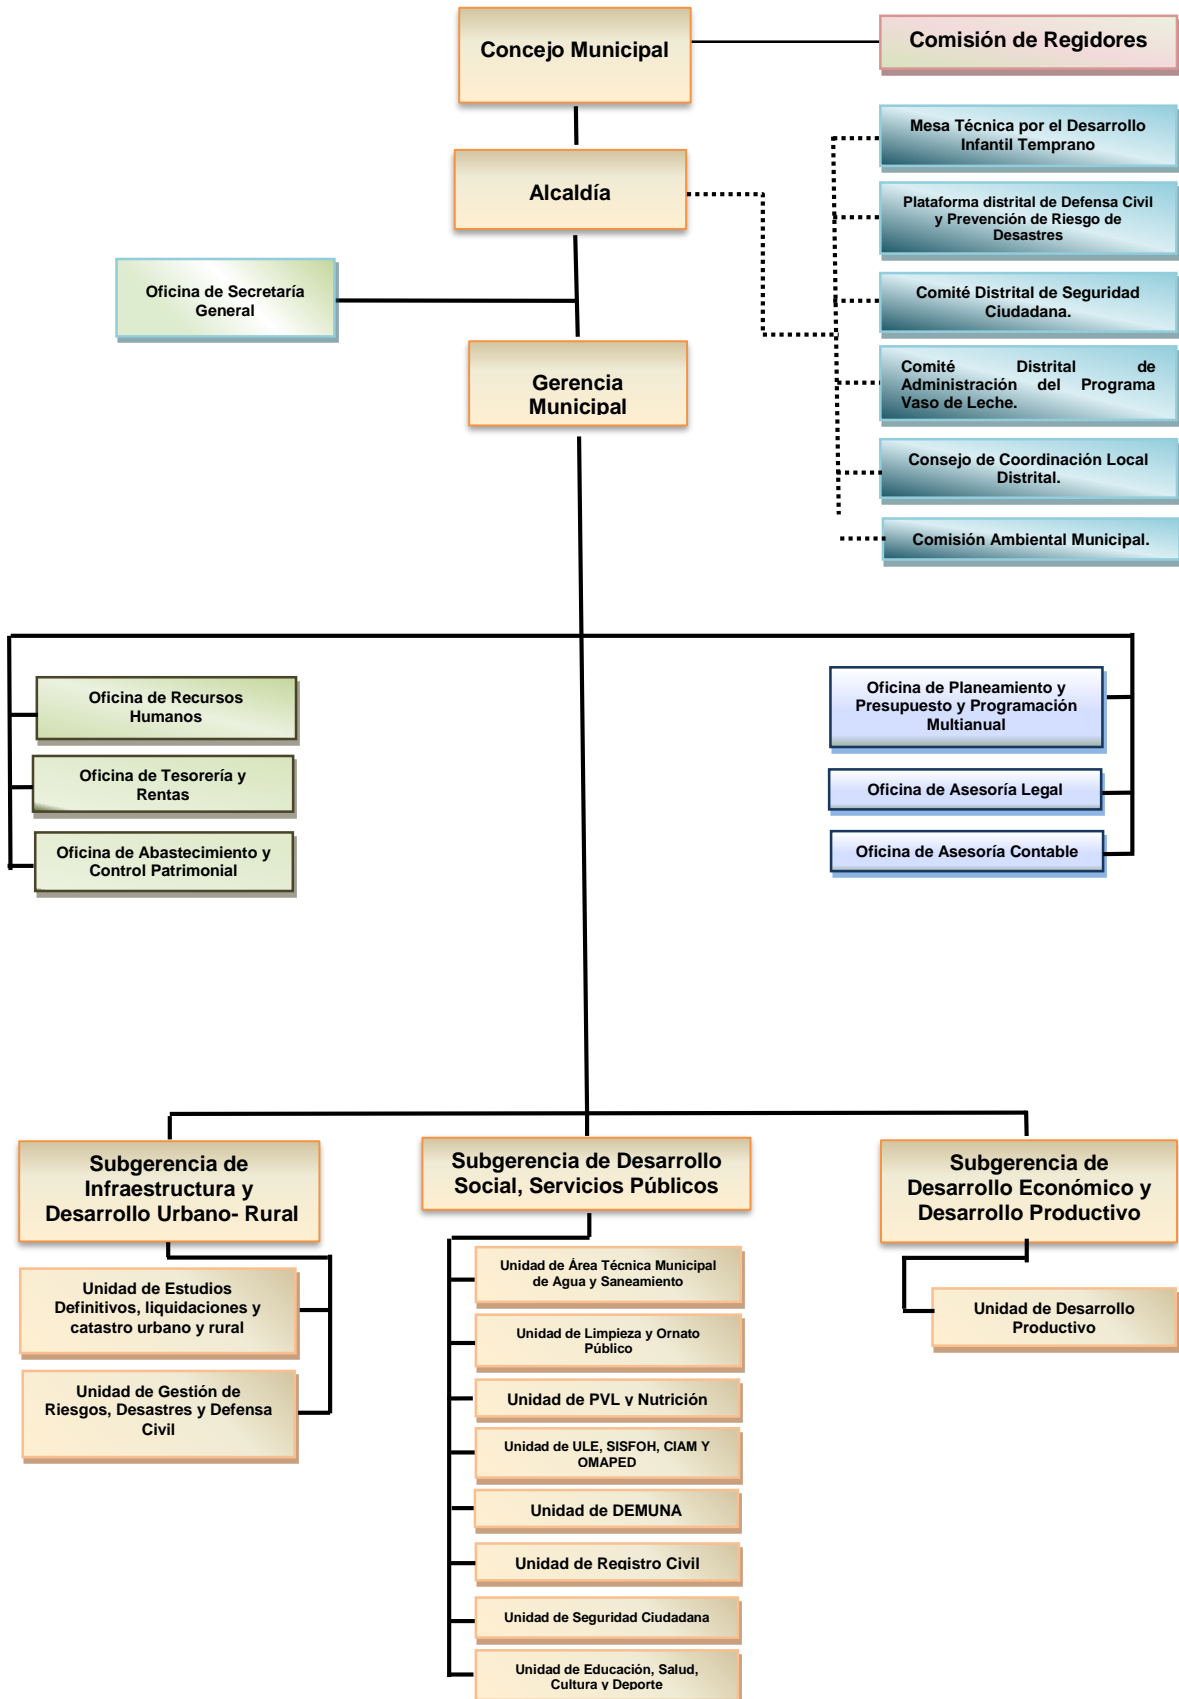 Concejo Municipal
Comisión de Regidores
Mesa Técnica por el Desarrollo
Infantil Temprano
Alcaldía
Plataforma distrital de Defensa Civil
y Prevención de Riesgo de
Desastres
Oficina de Secretaría
General
Comité Distrital de Seguridad
Ciudadana.
Gerencia
Municipal
Comité Distrital de
Administración del Programa
Vaso de Leche.
Consejo de Coordinación Local
Distrital.
Comisión Ambiental Municipal.
Oficina de Recursos
Humanos
Oficina de Tesorería y
Rentas
Oficina de Abastecimiento y
Control Patrimonial
Oficina de Planeamiento y
Presupuesto y Programación
Multianual
Oficina de Asesoría Legal
Oficina de Asesoría Contable
Subgerencia de
Infraestructura y
Desarrollo Urbano- Rural
Unidad de Estudios
Definitivos, liquidaciones y
catastro urbano y rural
Unidad de Gestión de
Riesgos, Desastres y Defensa
Civil
Subgerencia de Desarrollo
Social, Servicios Públicos
Unidad de Área Técnica Municipal
de Agua y Saneamiento
Unidad de Limpieza y Ornato
Público
Unidad de PVL y Nutrición
Unidad de ULE, SISFOH, CIAM Y
OMAPED
Unidad de DEMUNA
Unidad de Registro Civil
Unidad de Seguridad Ciudadana
Unidad de Educación, Salud,
Cultura y Deporte
Subgerencia de
Desarrollo Económico y
Desarrollo Productivo
Unidad de Desarrollo
Productivo